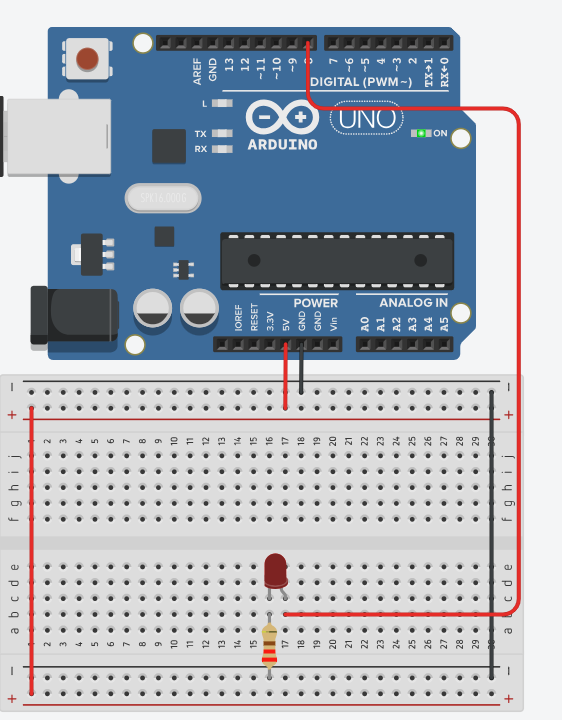 AREF
GND
13
12
~11
~10
~9
8
7
~6
~5
4
~3
2
TX→1
RX←0
DIGITAL (PWM~)
L
TX
RX
ARDUINO
UNO
ON
POWER
ANALOG IN
IOREF
RESET
3.3V
5V
GND
GND
Vin
A0
A1
A2
A3
A4
A5
− −
+ +
1 2 3 4 5 6 7 8 9 10 11 12 13 14 15 16 17 18 19 20 21 22 23 24 25 26 27 28 29 30
j j
i i
h h
g g
f f
e e
d d
c c
b b
a a
1 2 3 4 5 6 7 8 9 10 11 12 13 14 15 16 17 18 19 20 21 22 23 24 25 26 27 28 29 30
− −
+ +